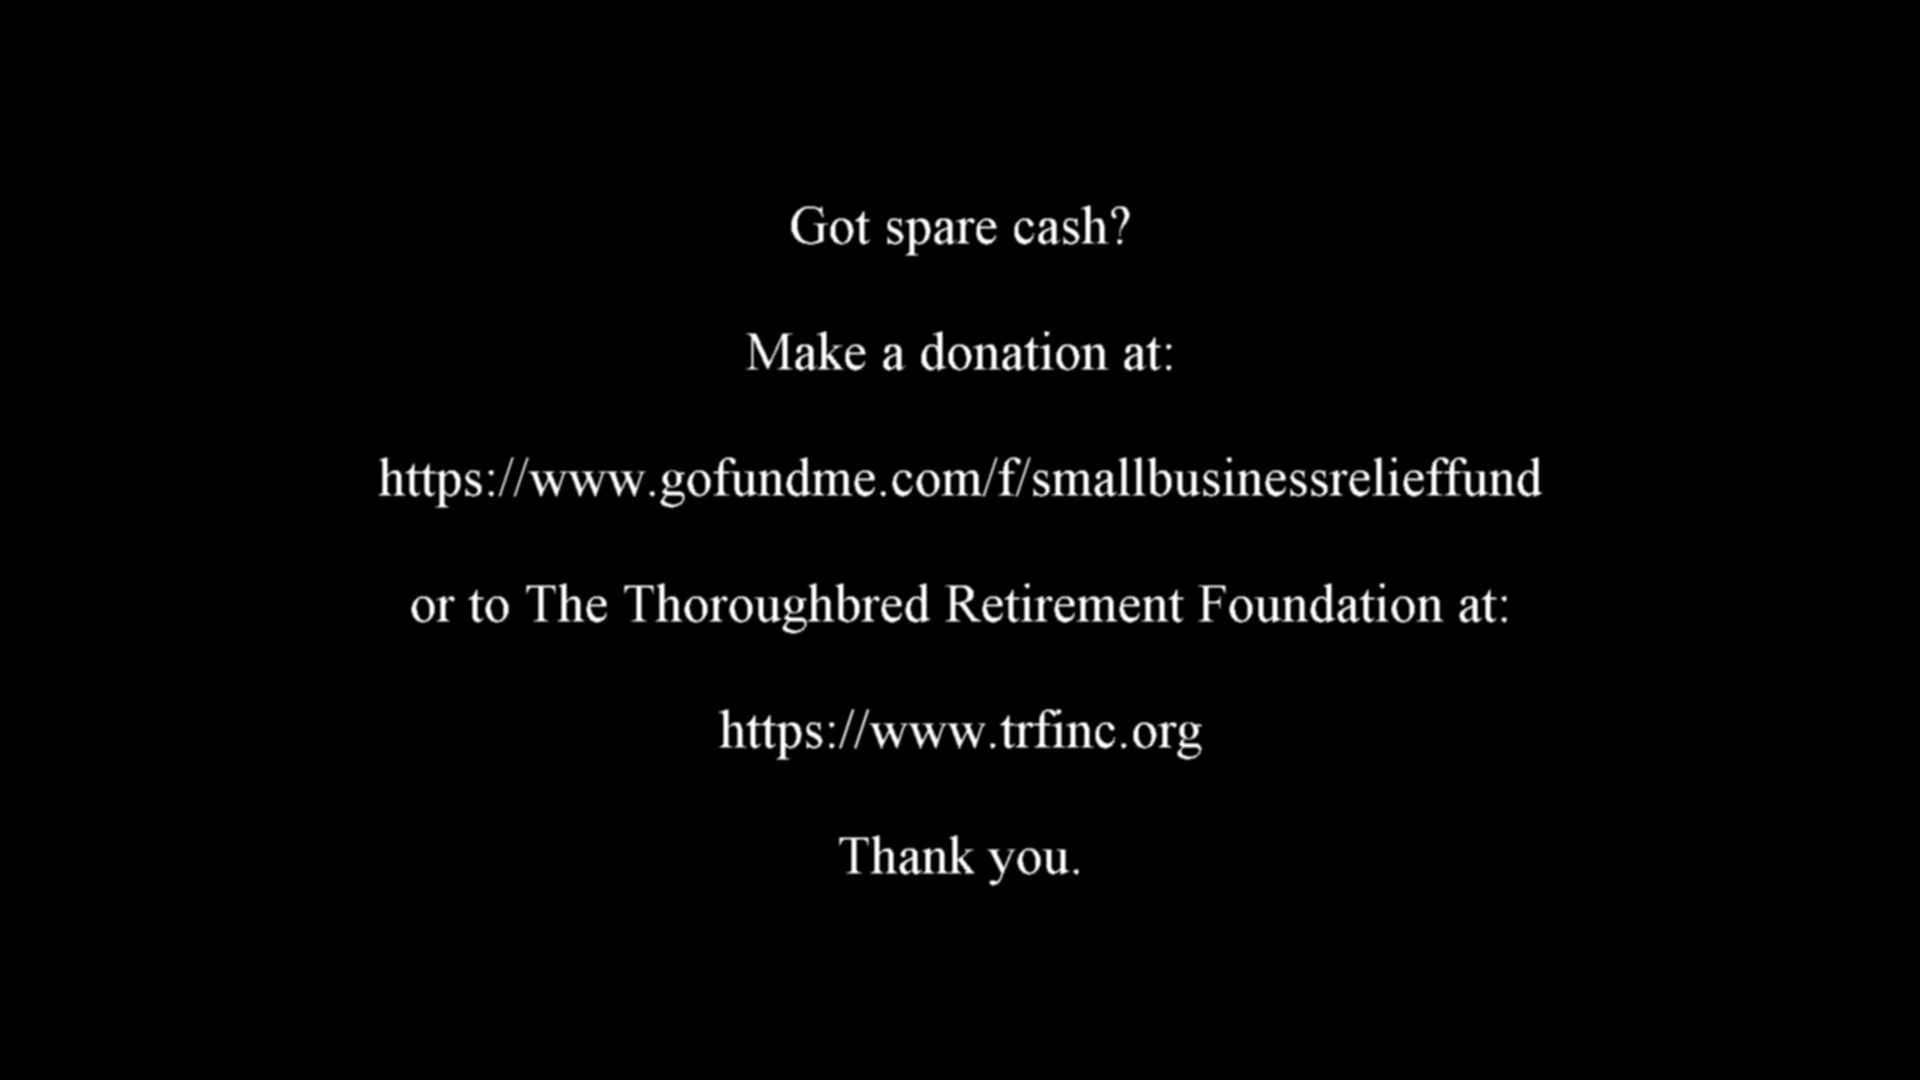 Got spare cash?
Make a donation at:
https://www.gofundme.com/f/smallbusinessrelieffund
or to The Thoroughbred Retirement Foundation at:
https://www.trfinc.org
Thank you.